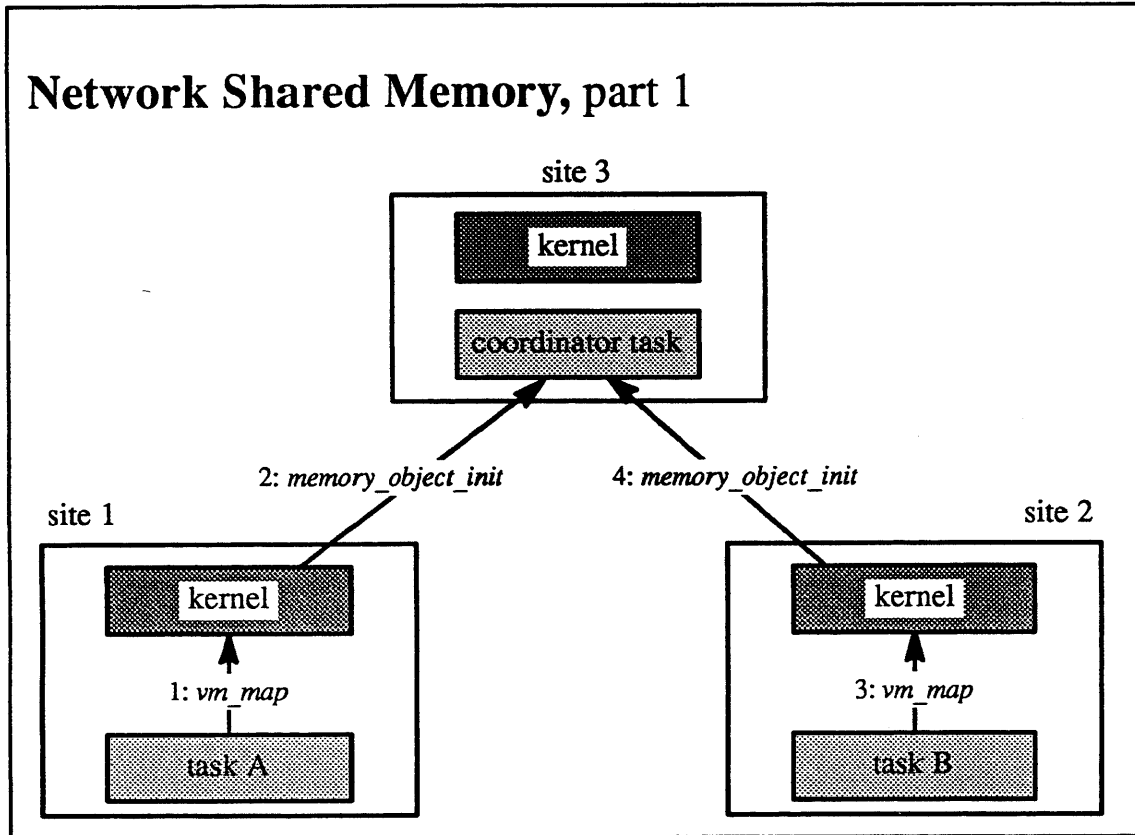 Network Shared Memory, part 1
site 3
kernel
coordinator task
2: memory_object_init
4: memory_object_init
site 1
site 2
kernel
kernel
1: vm_map
3: vm_map
task A
task B